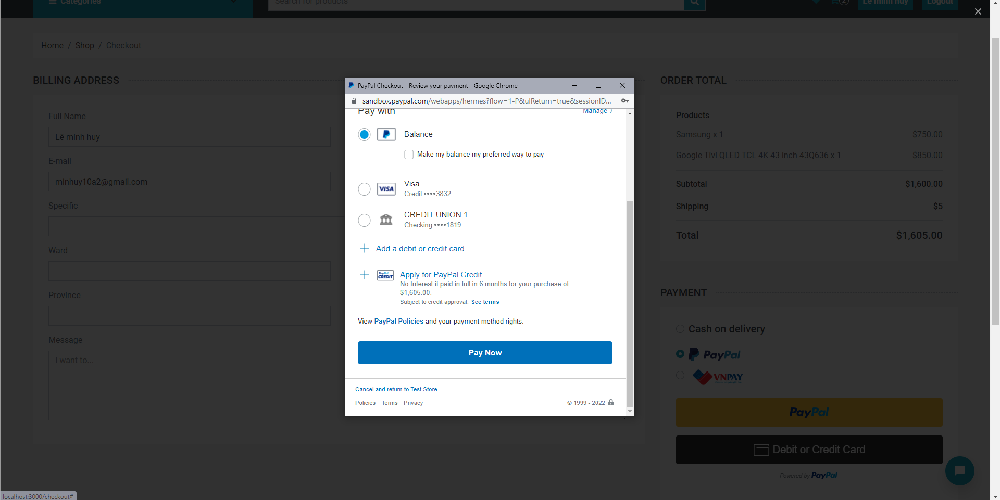 Categories
Search for products
2
Lê minh huy
Logout
Home / Shop / Checkout
BILLING ADDRESS
Full Name
Lê minh huy
E-mail
minhuy10a2@gmail.com
Specific
Ward
Province
Message
I want to...
PayPal Checkout - Review your payment - Google Chrome
sandbox.paypal.com/webapps/hermes?flow=1-P&ulReturn=true&sessionID...
Pay with
Manage
Balance
Make my balance my preferred way to pay
VISA
Visa
Credit ••••3832
CREDIT UNION 1
Checking ••••1819
Add a debit or credit card
PayPal
CREDIT
Apply for PayPal Credit
No Interest if paid in full in 6 months for your purchase of
$1,605.00.
Subject to credit approval. See terms
View PayPal Policies and your payment method rights.
Pay Now
Cancel and return to Test Store
Policies Terms Privacy
© 1999 - 2022
ORDER TOTAL
Products
Samsung x 1 $750.00
Google Tivi QLED TCL 4K 43 inch 43Q636 x 1 $850.00
Subtotal $1,600.00
Shipping $5
Total $1,605.00
PAYMENT
Cash on delivery
PayPal
VNPAY
PayPal
Debit or Credit Card
Powered by PayPal
localhost:3000/checkout#